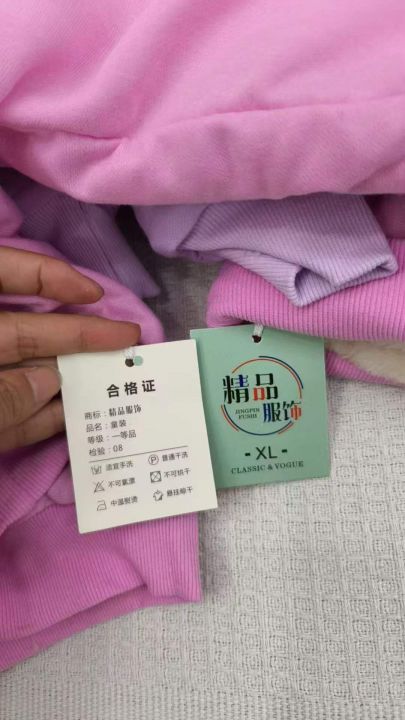 合格证
商标：精品服饰
品名：童装
等级：一等品
检验：08
适宜手洗
普通干洗
不可氯漂
不可烘干
中温熨烫
悬挂晾干
精品
JINGPIN
FUSHI
服饰
- XL -
CLASSIC & VOGUE